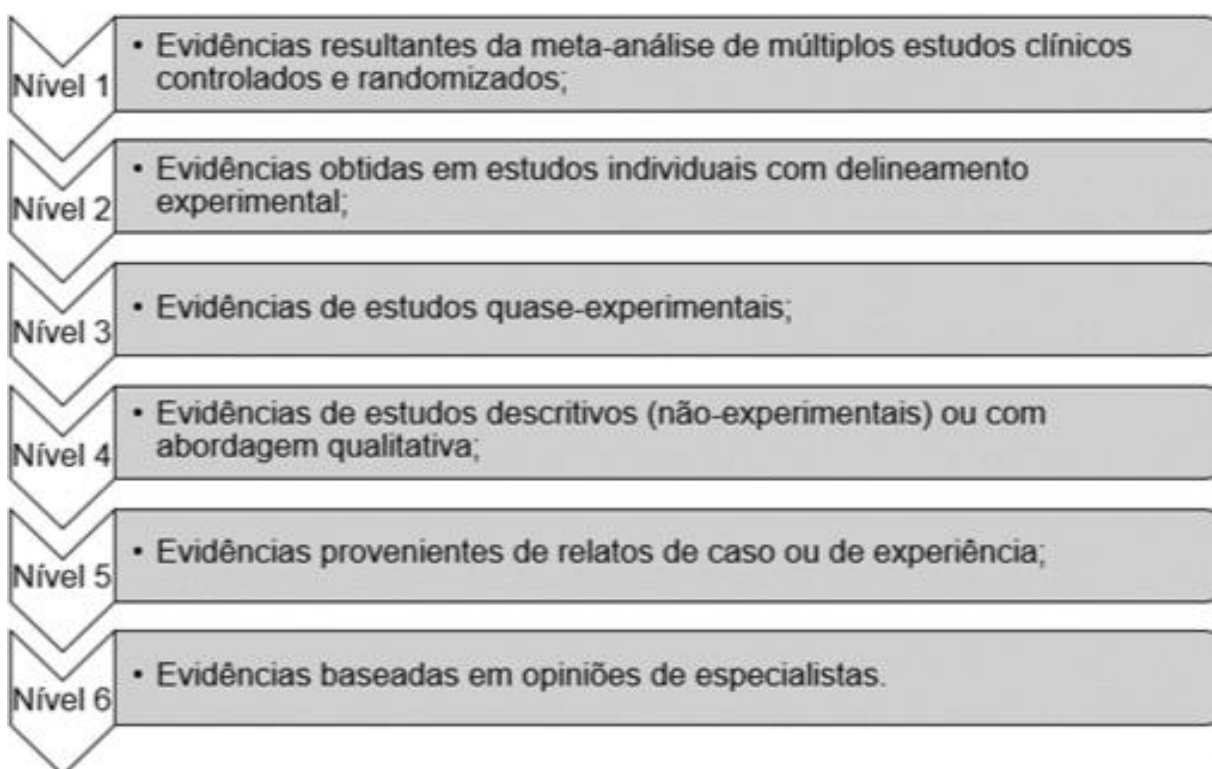 Nível 1
• Evidências resultantes da meta-análise de múltiplos estudos clínicos
controlados e randomizados;
Nível 2
• Evidências obtidas em estudos individuais com delineamento
experimental;
Nível 3
• Evidências de estudos quase-experimentais;
Nível 4
• Evidências de estudos descritivos (não-experimentais) ou com
abordagem qualitativa;
Nível 5
• Evidências provenientes de relatos de caso ou de experiência;
Nível 6
• Evidências baseadas em opiniões de especialistas.